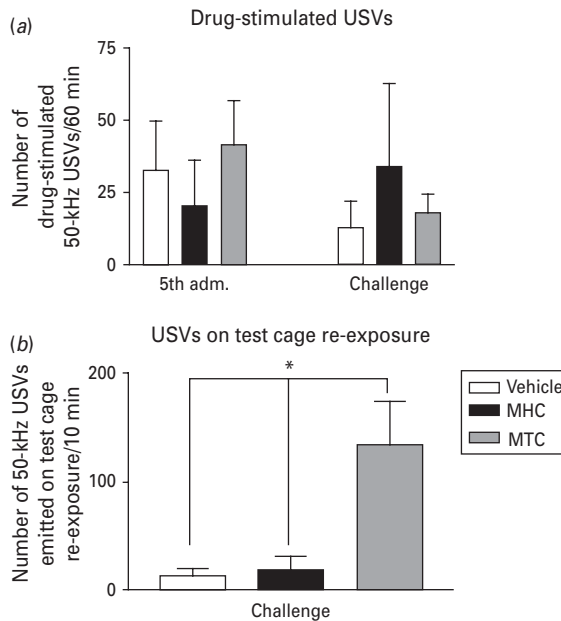 (a)
Drug-stimulated USVs
Number of
drug-stimulated
50-kHz USVs/60 min
75
50
25
0
5th adm.
Challenge
(b)
USVs on test cage re-exposure
Number of 50-kHz USVs
emitted on test cage
re-exposure/10 min
200
100
0
*
Challenge
Vehicle
MHC
MTC